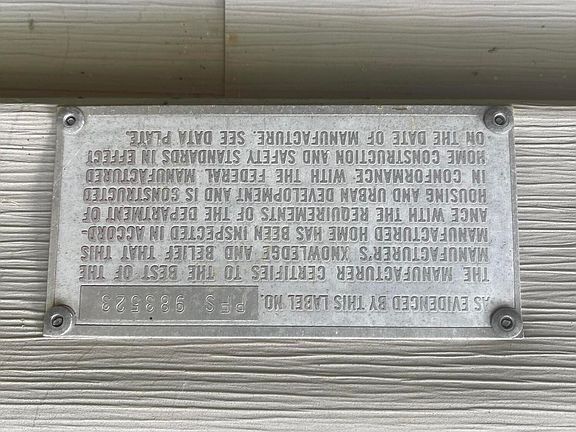 AS EVIDENCED BY THIS LABEL NO. PFS 983523
THE MANUFACTURER CERTIFIES TO THE BEST OF THE
MANUFACTURER'S KNOWLEDGE AND BELIEF THAT THIS
MANUFACTURED HOME HAS BEEN INSPECTED IN ACCORD-
ANCE WITH THE REQUIREMENTS OF THE DEPARTMENT OF
HOUSING AND URBAN DEVELOPMENT AND IS CONSTRUCTED
IN CONFORMANCE WITH THE FEDERAL MANUFACTURED
HOME CONSTRUCTION AND SAFETY STANDARDS IN EFFECT
ON THE DATE OF MANUFACTURE. SEE DATA PLATE.